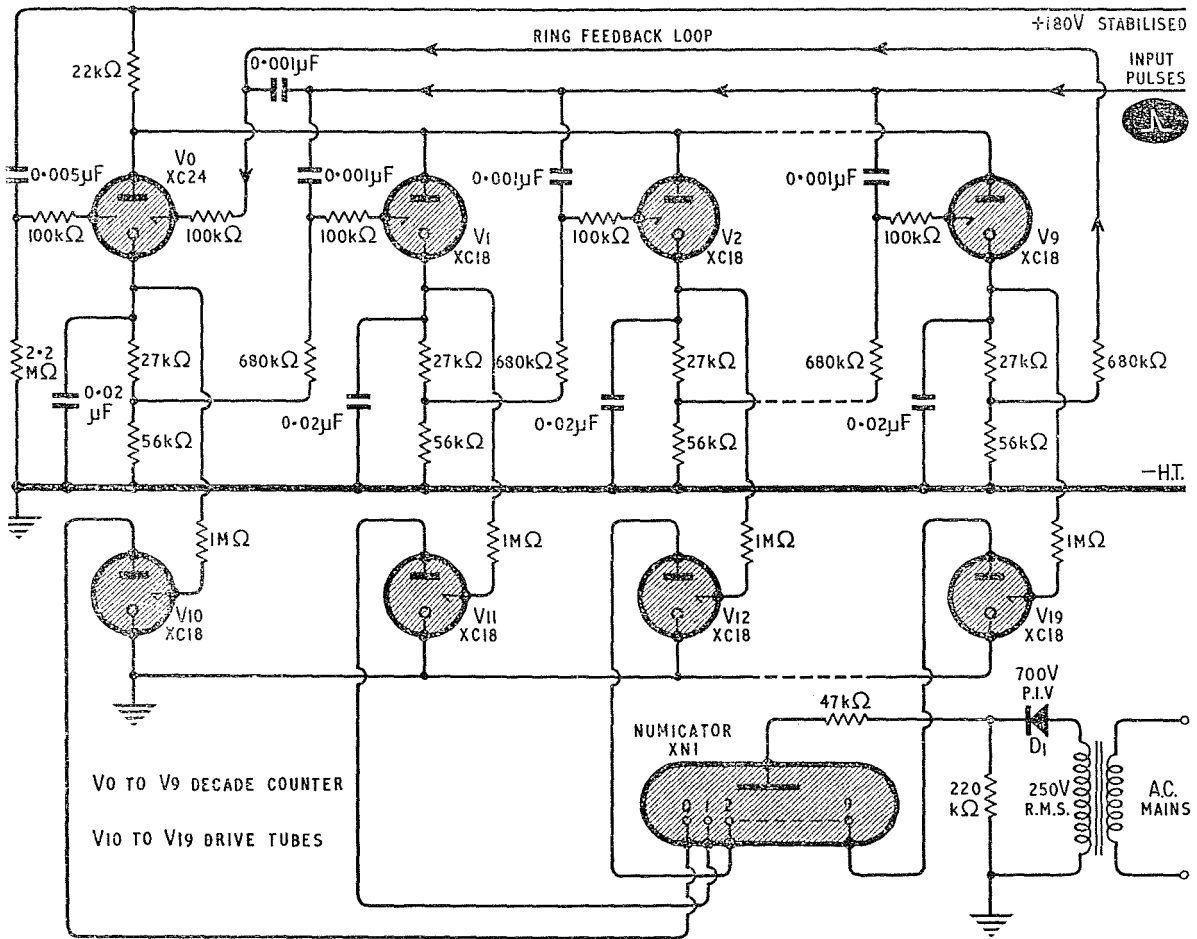 +180V STABILISED
RING FEEDBACK LOOP
INPUT
PULSES
0·001µF
22kΩ
0·005µF
V0
XC24
0·001µF
0·001µF
0·001µF
100kΩ
100kΩ
100kΩ
V1
XC18
100kΩ
V2
XC18
100kΩ
V9
XC18
2·2
MΩ
27kΩ
680kΩ
27kΩ
680kΩ
27kΩ
680kΩ
27kΩ
680kΩ
0·02
µF
0·02µF
0·02µF
0·02µF
56kΩ
56kΩ
56kΩ
56kΩ
–H.T.
1MΩ
1MΩ
1MΩ
1MΩ
V10
XC18
V11
XC18
V12
XC18
V19
XC18
700V
P.I.V
47kΩ
D1
NUMICATOR
XN1
0 1 2 9
220
kΩ
250V
R.M.S.
A.C.
MAINS
V0 TO V9 DECADE COUNTER
V10 TO V19 DRIVE TUBES